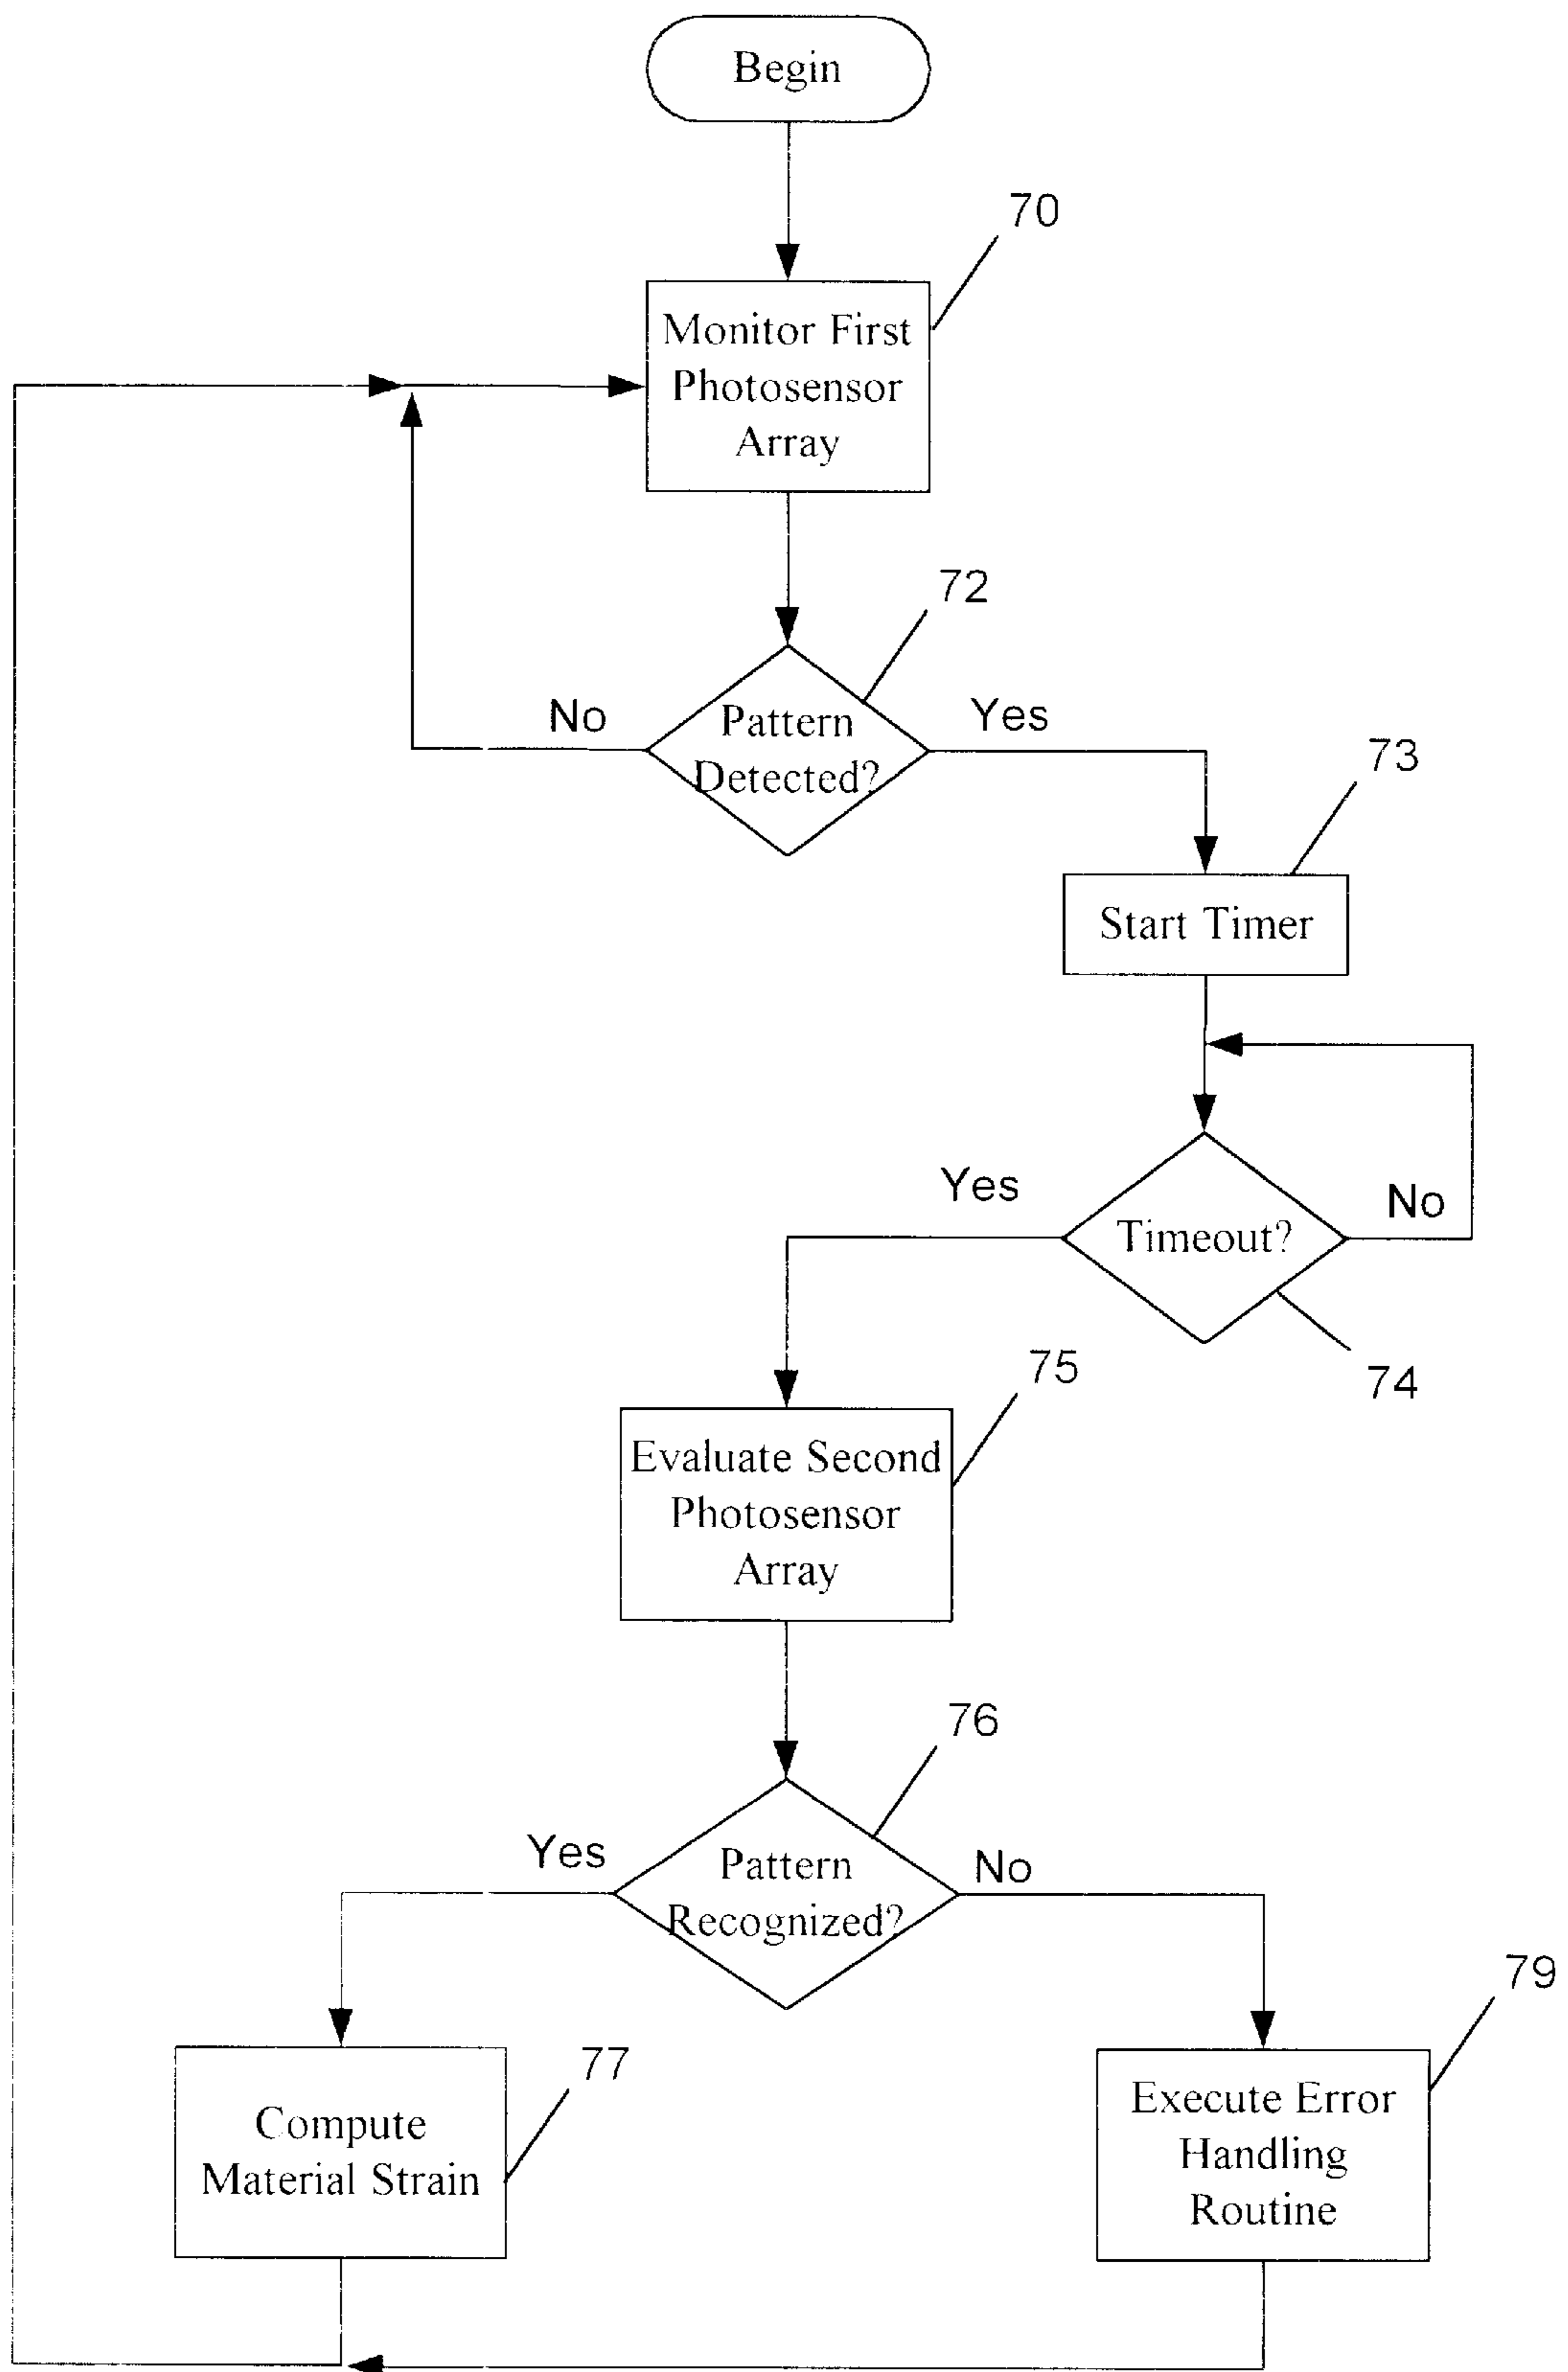 Begin
70
Monitor First
Photosensor
Array
72
No
Pattern
Detected?
Yes
73
Start Timer
Yes
Timeout?
No
74
75
Evaluate Second
Photosensor
Array
76
Yes
Pattern
Recognized?
No
79
77
Compute
Material Strain
Execute Error
Handling
Routine